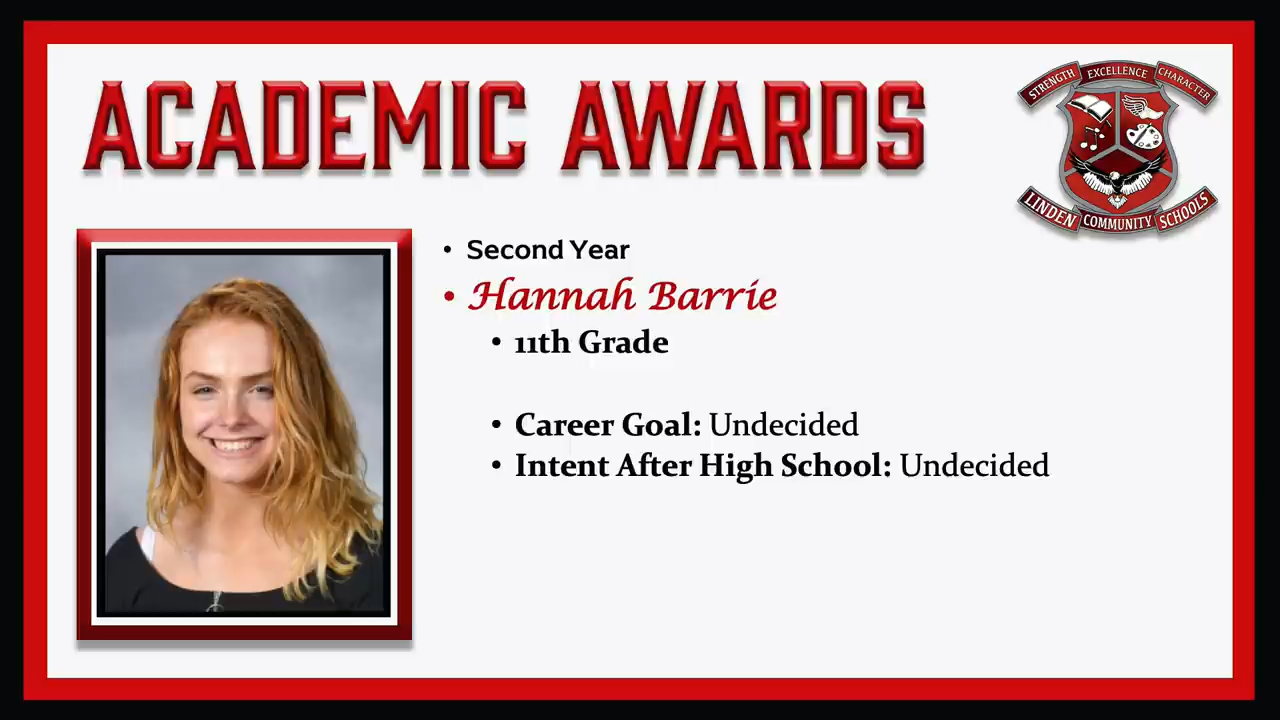 ACADEMIC AWARDS
STRENGTH EXCELLENCE CHARACTER
LINDEN COMMUNITY SCHOOLS
• Second Year
• Hannah Barrie
• 11th Grade
• Career Goal: Undecided
• Intent After High School: Undecided